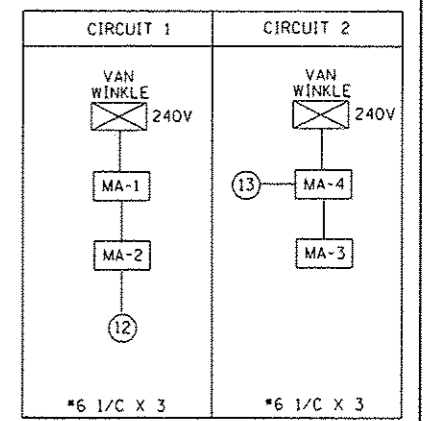 CIRCUIT 1
VAN
WINKLE
240V
MA-1
MA-2
12
#6 1/C X 3
CIRCUIT 2
VAN
WINKLE
240V
13
MA-4
MA-3
#6 1/C X 3